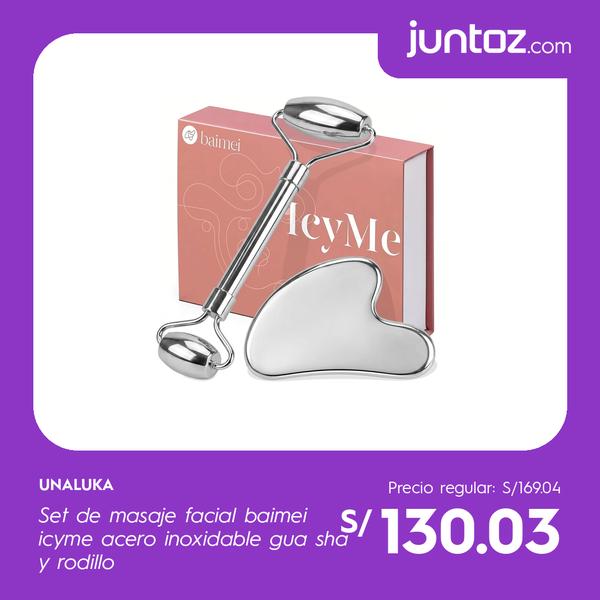 juntoz.com
baimei
IcyMe
UNALUKA
Set de masaje facial baimei
icyme acero inoxidable gua sha
y rodillo
Precio regular: S/169.04
S/ 130.03